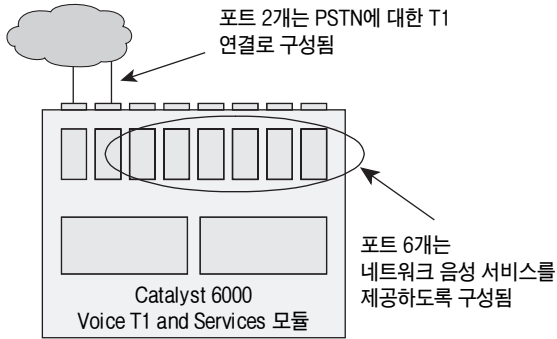 포트 2개는 PSTN에 대한 T1
연결로 구성됨
포트 6개는
네트워크 음성 서비스를
제공하도록 구성됨
Catalyst 6000
Voice T1 and Services 모듈